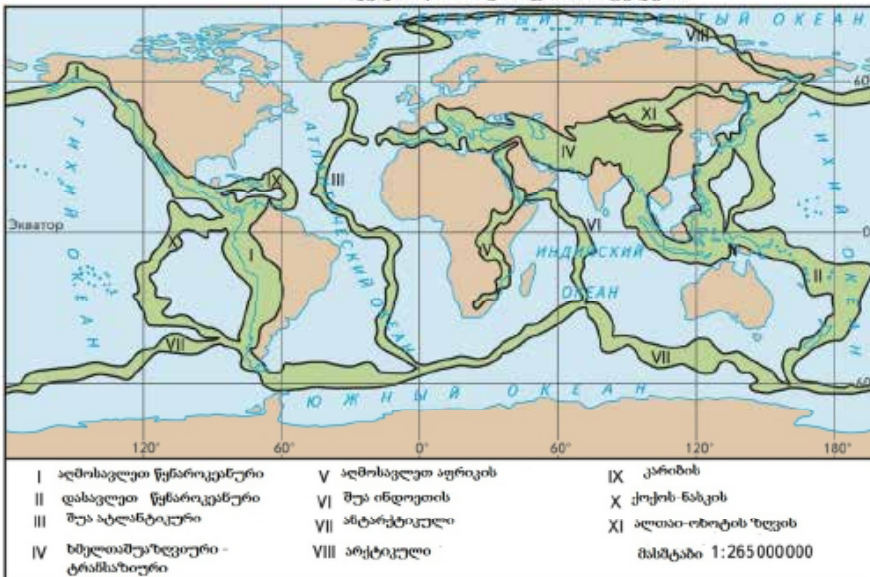 СЕВЕРНЫЙ ЛЕДОВИТЫЙ ОКЕАН
VIII
I
60
XI
ТИХИЙ ОКЕАН
АТЛАНТИЧЕСКИЙ ОКЕАН
IV
ТИХИЙ ОКЕАН
IX
III
Экватор
VI
0
X
I
V
ИНДИЙСКИЙ
ОКЕАН
II
VII
VII
60
ЮЖНЫЙ ОКЕАН
120° 60° 0° 60° 120° 180°
I აღმოსავლეთ წყნაროკეანური
II დასავლეთ წყნაროკეანური
III შუა ატლანტიკური
IV ხმელთაშუაზღვიური -
ტრანსაზიური
V აღმოსავლეთ აფრიკის
VI შუა ინდოეთის
VII ანტარქტიკული
VIII არქტიკული
IX კარიბის
X ქოქოს-ნასკის
XI ალთაი-ოხოტის ზღვის
მასშტაბი 1:265000000